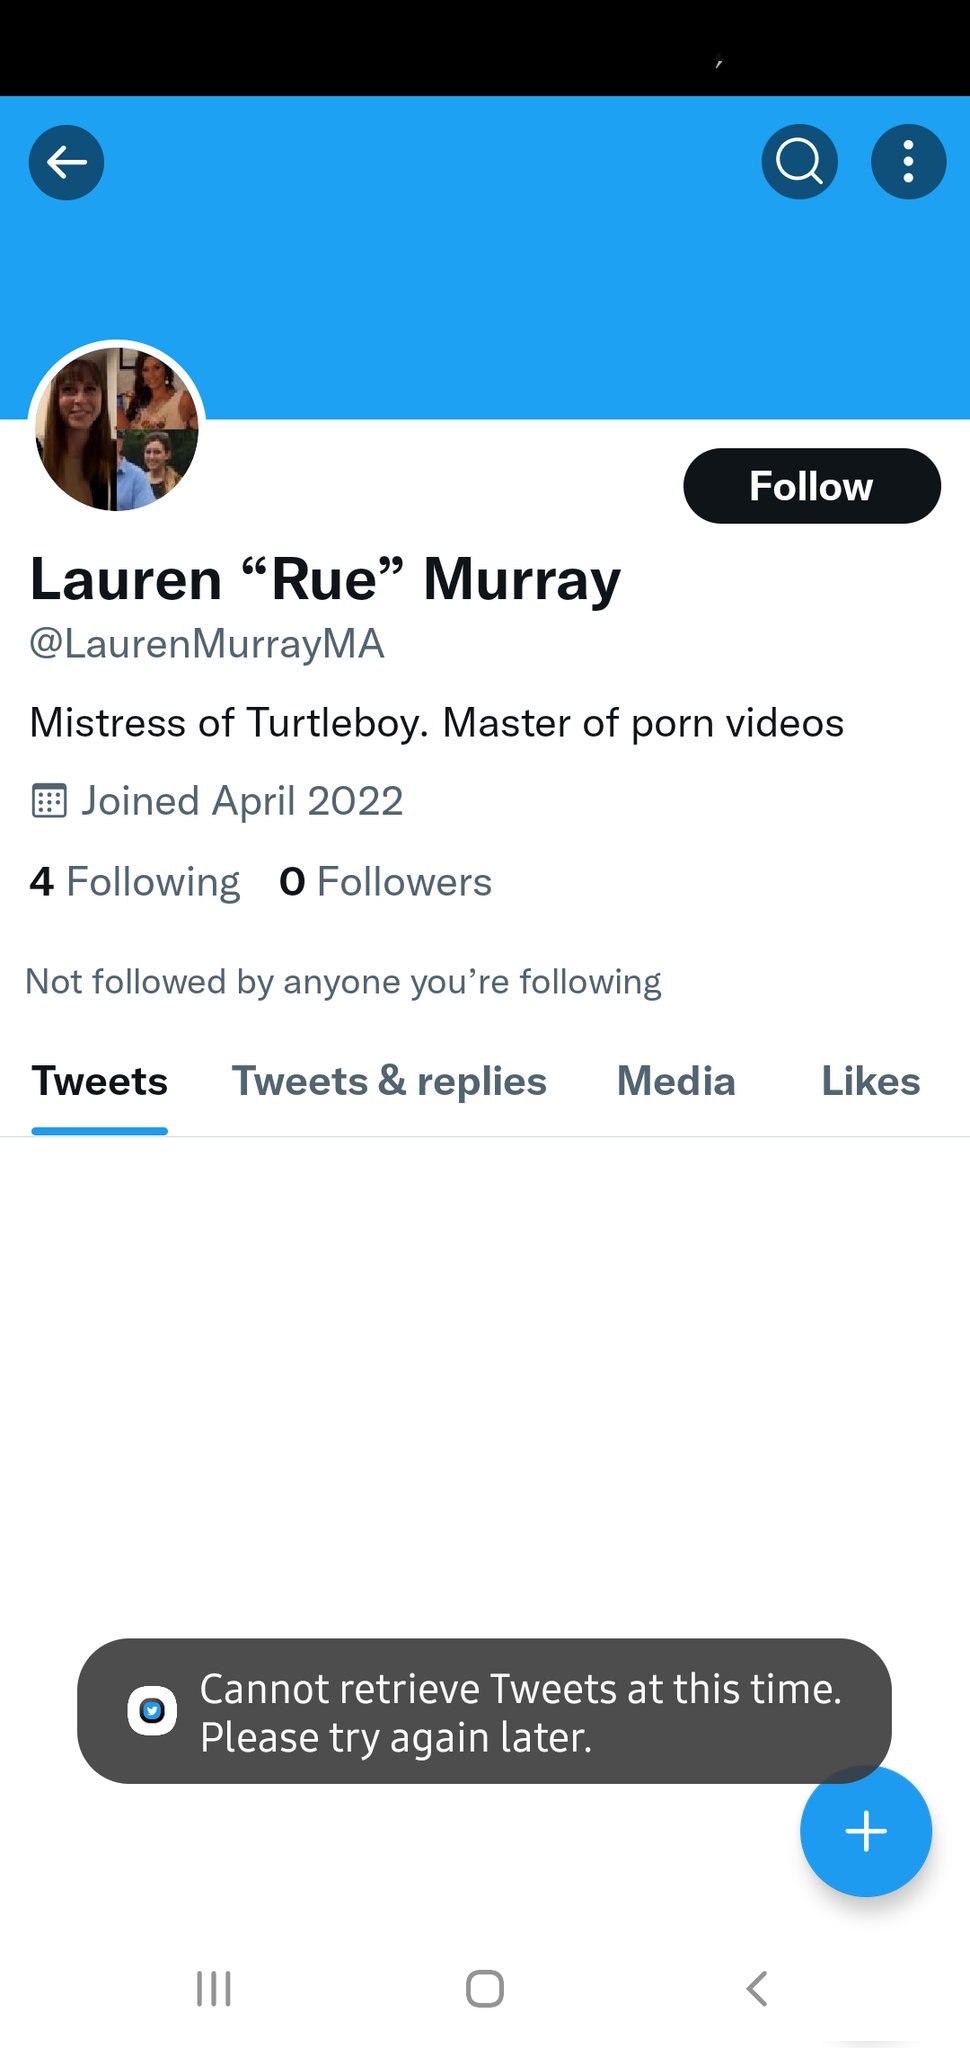 Follow
Lauren “Rue” Murray
@LaurenMurrayMA
Mistress of Turtleboy. Master of porn videos
Joined April 2022
4 Following 0 Followers
Not followed by anyone you’re following
Tweets Tweets & replies Media Likes
Cannot retrieve Tweets at this time.
Please try again later.